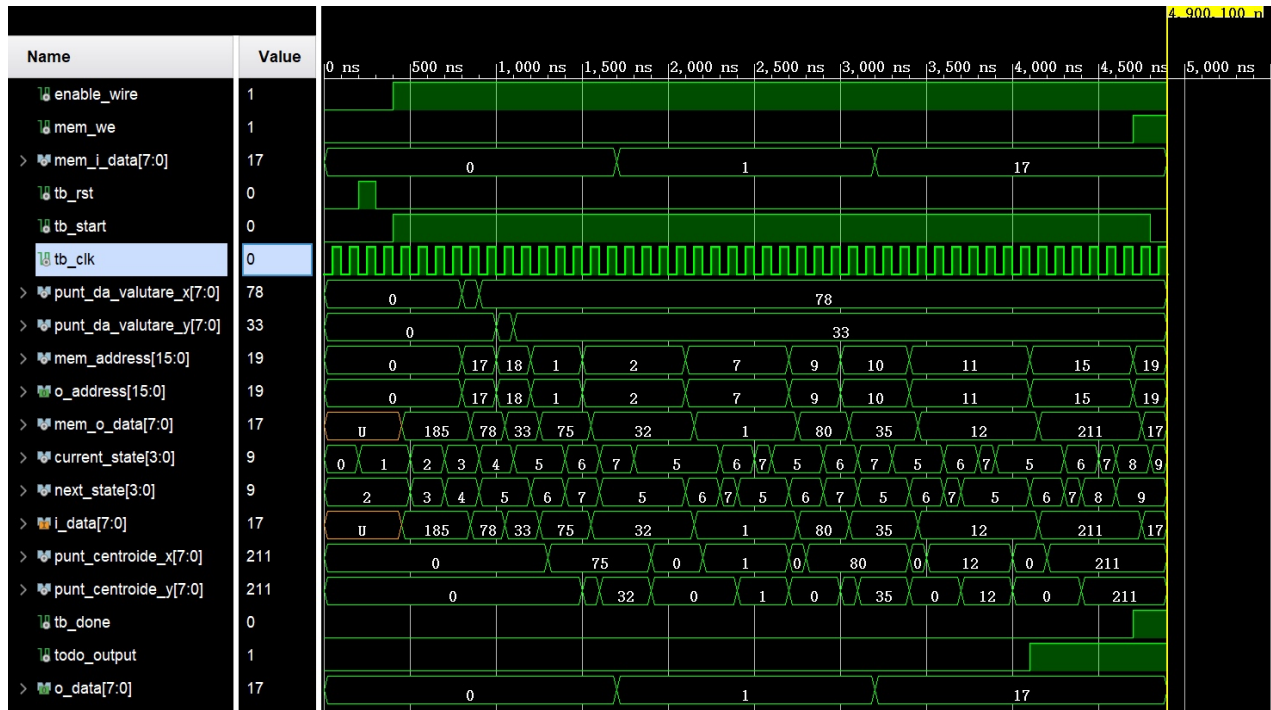 4,900.100 n
Name Value
0 ns 500 ns 1,000 ns 1,500 ns 2,000 ns 2,500 ns 3,000 ns 3,500 ns 4,000 ns 4,500 ns 5,000 ns
enable_wire 1
mem_we 1
mem_i_data[7:0] 17 0 1 17
tb_rst 0
tb_start 0
tb_clk 0
punt_da_valutare_x[7:0] 78 0 78
punt_da_valutare_y[7:0] 33 0 33
mem_address[15:0] 19 0 17 18 1 2 7 9 10 11 15 19
o_address[15:0] 19 0 17 18 1 2 7 9 10 11 15 19
mem_o_data[7:0] 17 U 185 78 33 75 32 1 80 35 12 211 17
current_state[3:0] 9 0 1 2 3 4 5 6 7 5 6 7 5 6 7 5 6 7 5 6 7 8 9
next_state[3:0] 9 2 3 4 5 6 7 5 6 7 5 6 7 5 6 7 5 6 7 8 9
i_data[7:0] 17 U 185 78 33 75 32 1 80 35 12 211 17
punt_centroide_x[7:0] 211 0 75 0 1 0 80 0 12 0 211
punt_centroide_y[7:0] 211 0 32 0 1 0 35 0 12 0 211
tb_done 0
todo_output 1
o_data[7:0] 17 0 1 17